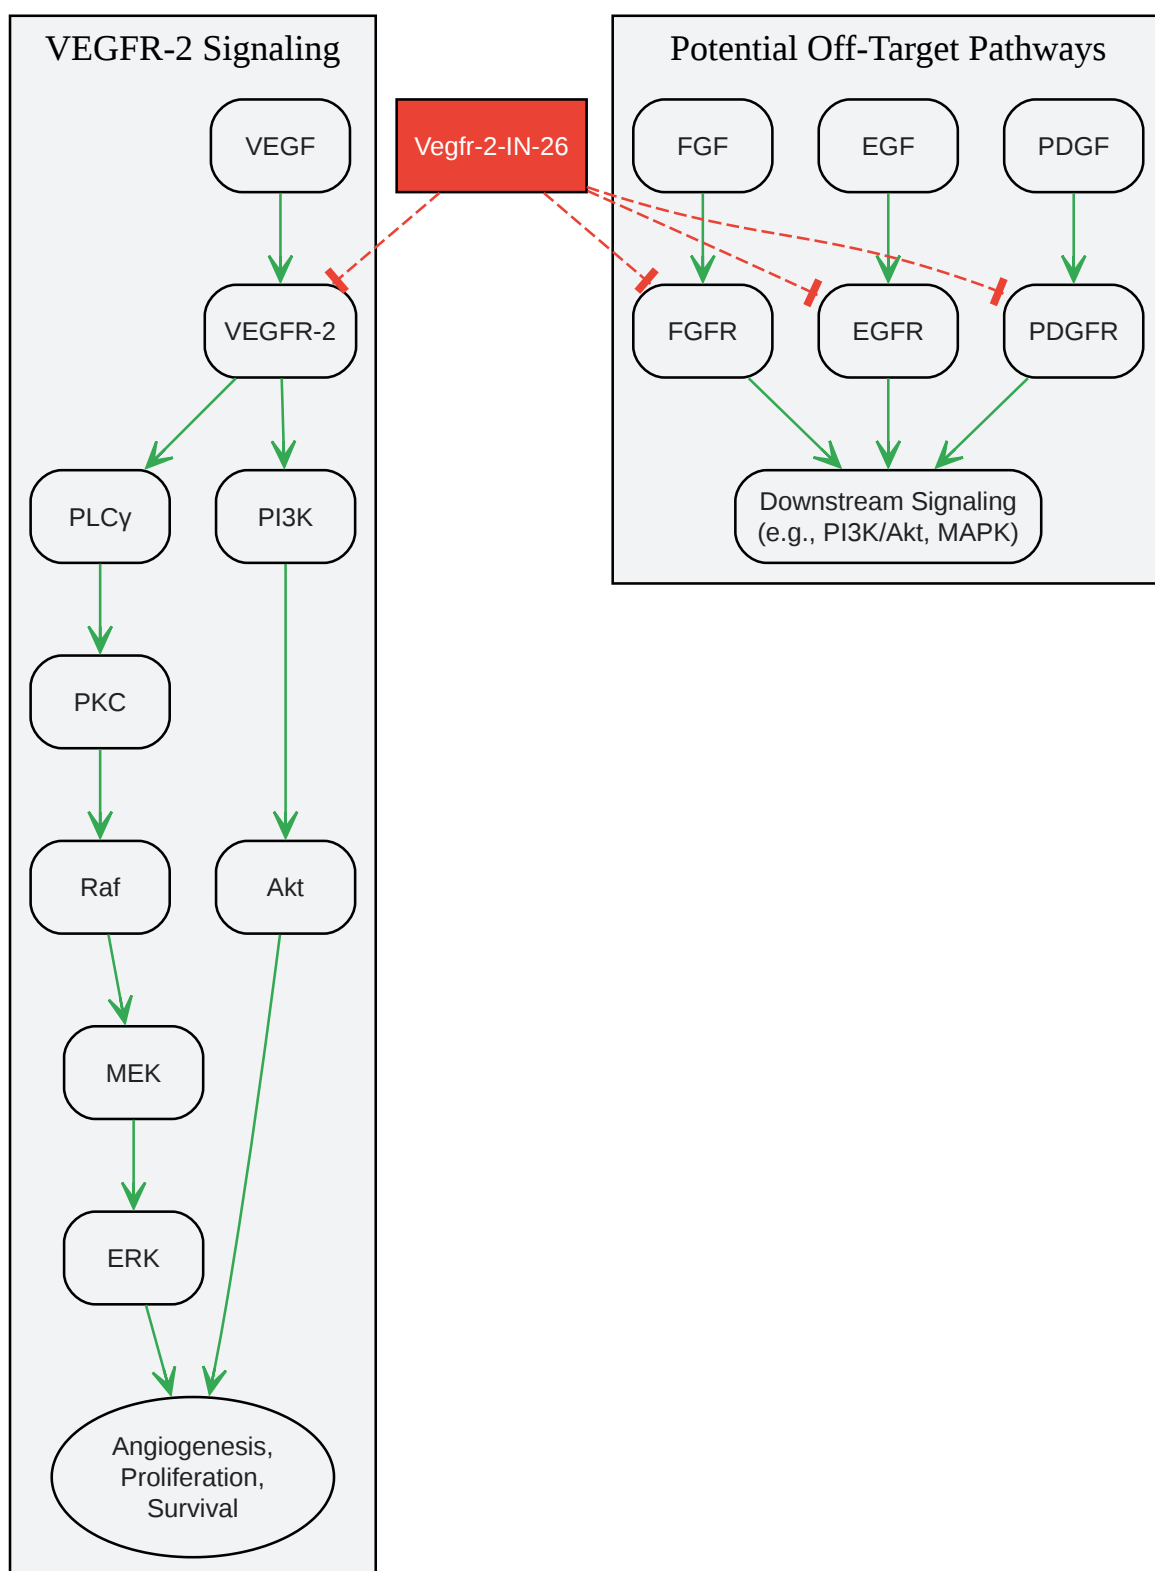 VEGFR-2 Signaling
VEGF
VEGFR-2
PLCγ
PI3K
PKC
Raf
Akt
MEK
ERK
Angiogenesis,
Proliferation,
Survival
Vegfr-2-IN-26
Potential Off-Target Pathways
FGF
EGF
PDGF
FGFR
EGFR
PDGFR
Downstream Signaling
(e.g., PI3K/Akt, MAPK)